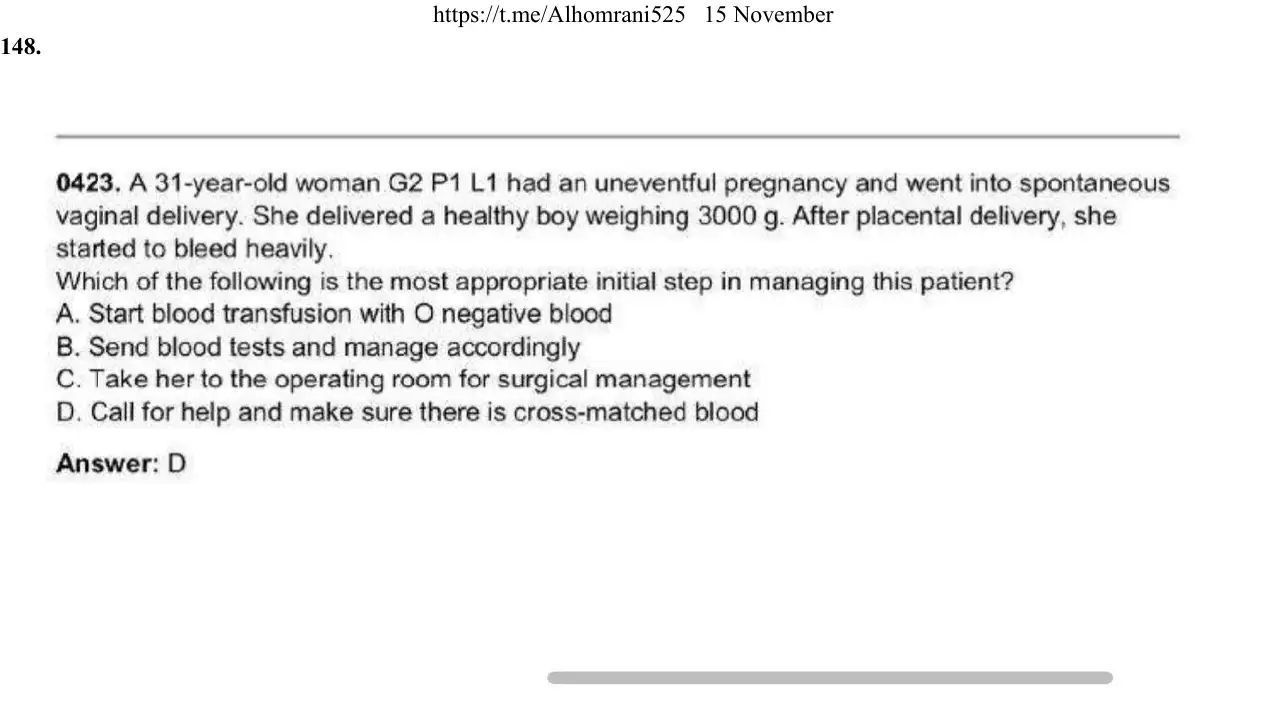 https://t.me/Alhomrani525 15 November
148.
0423. A 31-year-old woman G2 P1 L1 had an uneventful pregnancy and went into spontaneous
vaginal delivery. She delivered a healthy boy weighing 3000 g. After placental delivery, she
started to bleed heavily.
Which of the following is the most appropriate initial step in managing this patient?
A. Start blood transfusion with O negative blood
B. Send blood tests and manage accordingly
C. Take her to the operating room for surgical management
D. Call for help and make sure there is cross-matched blood
Answer: D